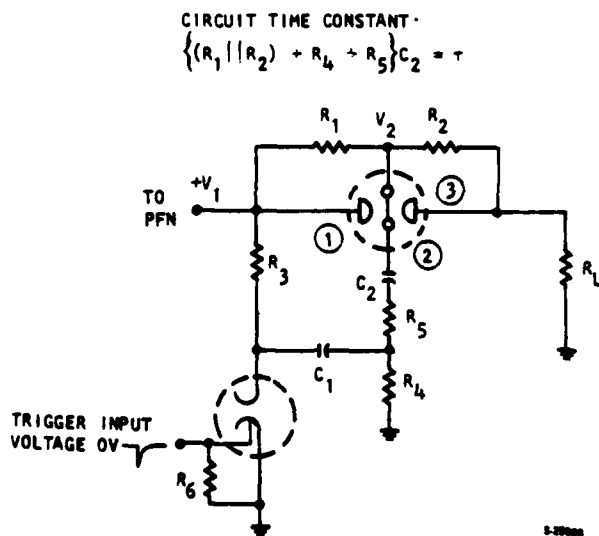 CIRCUIT TIME CONSTANT.
{(R1||R2) + R4 + R5}C2 = τ
R1
V2
R2
+V1
TO
PFN
1
3
2
R3
C2
R5
RL
C1
R4
TRIGGER INPUT
VOLTAGE 0V
R6